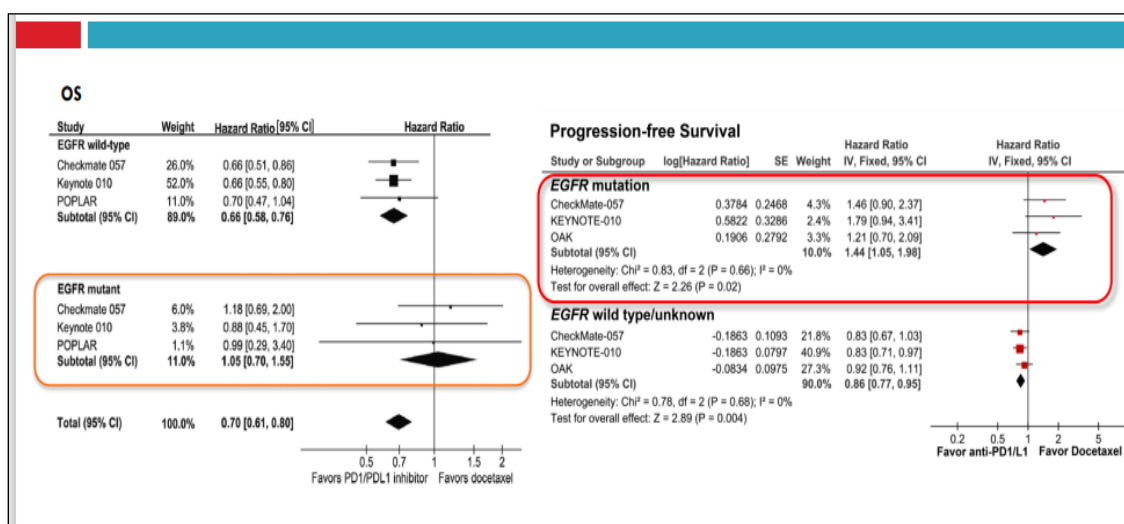 OS
Study Weight Hazard Ratio [95% CI] Hazard Ratio
EGFR wild-type
Checkmate 057 26.0% 0.66 [0.51, 0.86]
Keynote 010 52.0% 0.66 [0.55, 0.80]
POPLAR 11.0% 0.70 [0.47, 1.04]
Subtotal (95% CI) 89.0% 0.66 [0.58, 0.76]
EGFR mutant
Checkmate 057 6.0% 1.18 [0.69, 2.00]
Keynote 010 3.8% 0.88 [0.45, 1.70]
POPLAR 1.1% 0.99 [0.29, 3.40]
Subtotal (95% CI) 11.0% 1.05 [0.70, 1.55]
Total (95% CI) 100.0% 0.70 [0.61, 0.80]
0.5 0.7 1 1.5 2
Favors PD1/PDL1 inhibitor Favors docetaxel
Progression-free Survival
Hazard Ratio Hazard Ratio
Study or Subgroup log[Hazard Ratio] SE Weight IV, Fixed, 95% CI IV, Fixed, 95% CI
EGFR mutation
CheckMate-057 0.3784 0.2468 4.3% 1.46 [0.90, 2.37]
KEYNOTE-010 0.5822 0.3286 2.4% 1.79 [0.94, 3.41]
OAK 0.1906 0.2792 3.3% 1.21 [0.70, 2.09]
Subtotal (95% CI) 10.0% 1.44 [1.05, 1.98]
Heterogeneity: Chi² = 0.83, df = 2 (P = 0.66); I² = 0%
Test for overall effect: Z = 2.26 (P = 0.02)
EGFR wild type/unknown
CheckMate-057 -0.1863 0.1093 21.8% 0.83 [0.67, 1.03]
KEYNOTE-010 -0.1863 0.0797 40.9% 0.83 [0.71, 0.97]
OAK -0.0834 0.0975 27.3% 0.92 [0.76, 1.11]
Subtotal (95% CI) 90.0% 0.86 [0.77, 0.95]
Heterogeneity: Chi² = 0.78, df = 2 (P = 0.68); I² = 0%
Test for overall effect: Z = 2.89 (P = 0.004)
0.2 0.5 1 2 5
Favor anti-PD1/L1 Favor Docetaxel